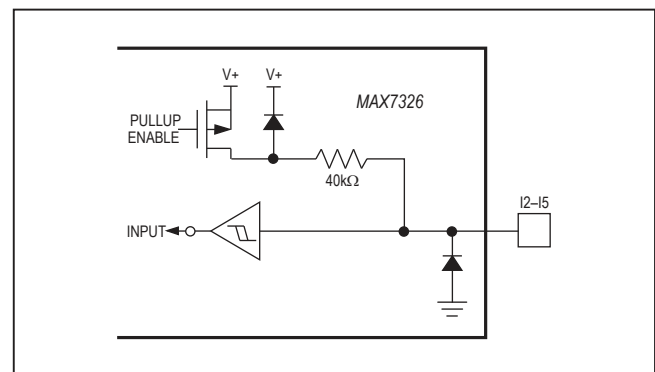 V+
V+
MAX7326
PULLUP
ENABLE
40kΩ
I2–I5
INPUT